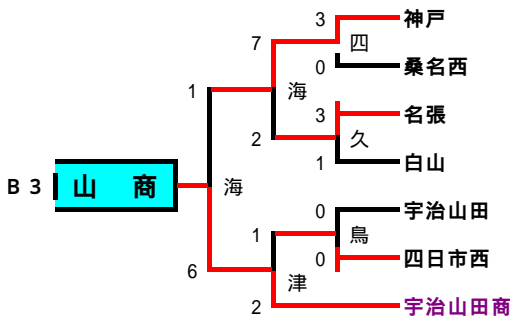 3 神戸
四
7
0 桑名西
1 海
3 名張
久
2
1 白山
B3 山 商 海
0 宇治山田
鳥
1
0 四日市西
6 津
2 宇治山田商